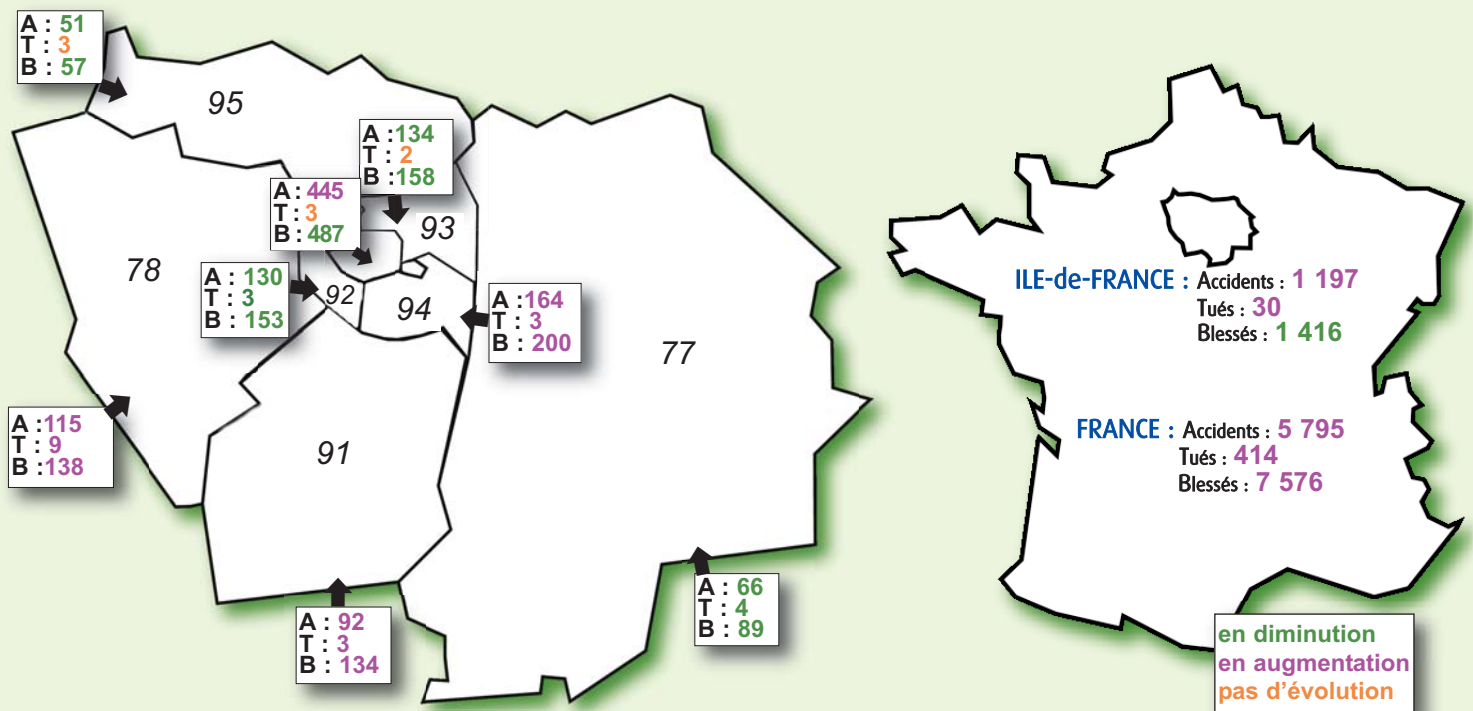 A : 51
T : 3
B : 57
95
A :134
T : 2
B :158
A : 445
T : 3
B : 487
93
78
A : 130
T : 3
B : 153
92
94
A :164
T : 3
B : 200
77
A :115
T : 9
B :138
91
A : 92
T : 3
B : 134
A : 66
T : 4
B : 89
ILE-de-FRANCE : Accidents : 1 197
Tués : 30
Blessés : 1 416
FRANCE : Accidents : 5 795
Tués : 414
Blessés : 7 576
en diminution
en augmentation
pas d'évolution